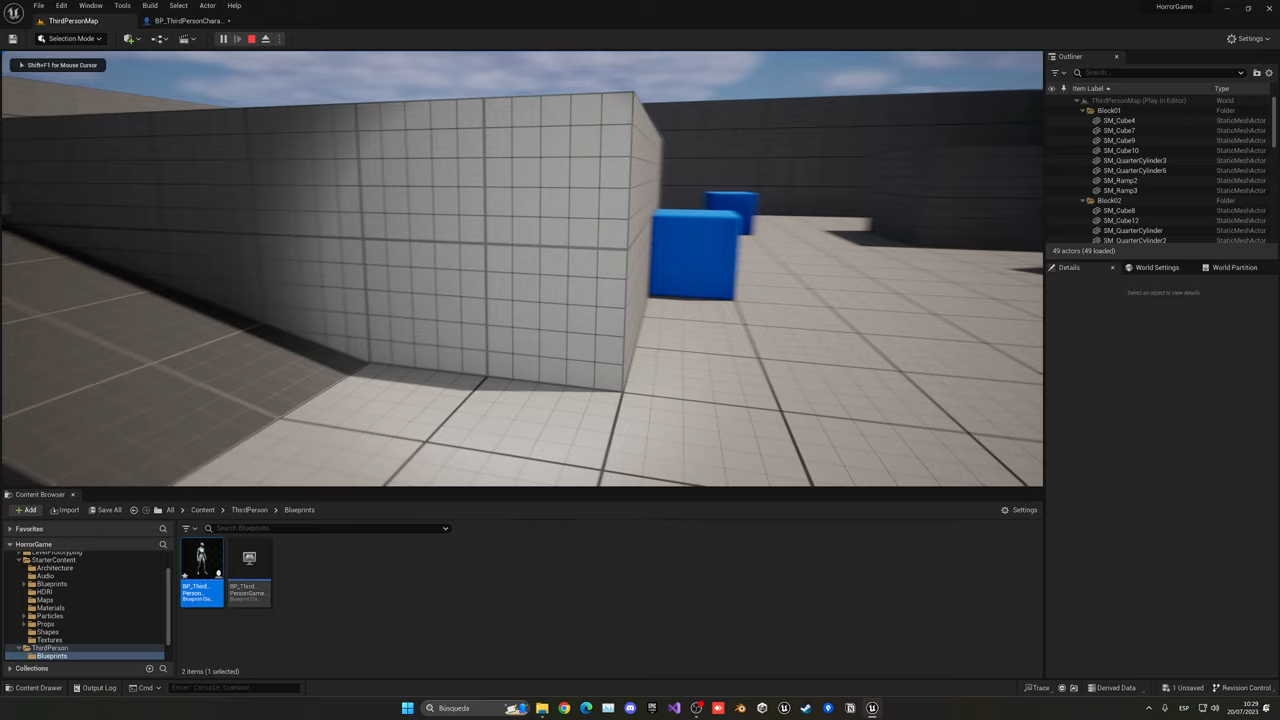 File Edit Window Tools Build Select Actor Help
HorrorGame
ThirdPersonMap
BP_ThirdPersonChara...
Selection Mode
Settings
Shift+F1 for Mouse Cursor
Outliner
Search...
Item Label
Type
ThirdPersonMap (Play In Editor) World
Block01 Folder
SM_Cube4 StaticMeshActor
SM_Cube7 StaticMeshActor
SM_Cube9 StaticMeshActor
SM_Cube10 StaticMeshActor
SM_QuarterCylinder3 StaticMeshActor
SM_QuarterCylinder6 StaticMeshActor
SM_Ramp2 StaticMeshActor
SM_Ramp3 StaticMeshActor
Block02 Folder
SM_Cube8 StaticMeshActor
SM_Cube12 StaticMeshActor
SM_QuarterCylinder StaticMeshActor
SM_QuarterCylinder2 StaticMeshActor
49 actors (49 loaded)
Details
World Settings
World Partition
Select an object to view details.
Content Browser
Add
Import
Save All
All
Content
ThirdPerson
Blueprints
Settings
Favorites
Search Blueprints
HorrorGame
LevelPrototyping
StarterContent
Architecture
Audio
Blueprints
HDRI
Maps
Materials
Particles
Props
Shapes
Textures
ThirdPerson
Blueprints
BP_Third...
Person...
Blueprint Cla...
BP_Third
PersonGame...
Blueprint Cla...
Collections
2 items (1 selected)
Content Drawer
Output Log
Cmd
Enter Console Command
Trace
Derived Data
1 Unsaved
Revision Control
Búsqueda
ESP
10:29
20/07/2023